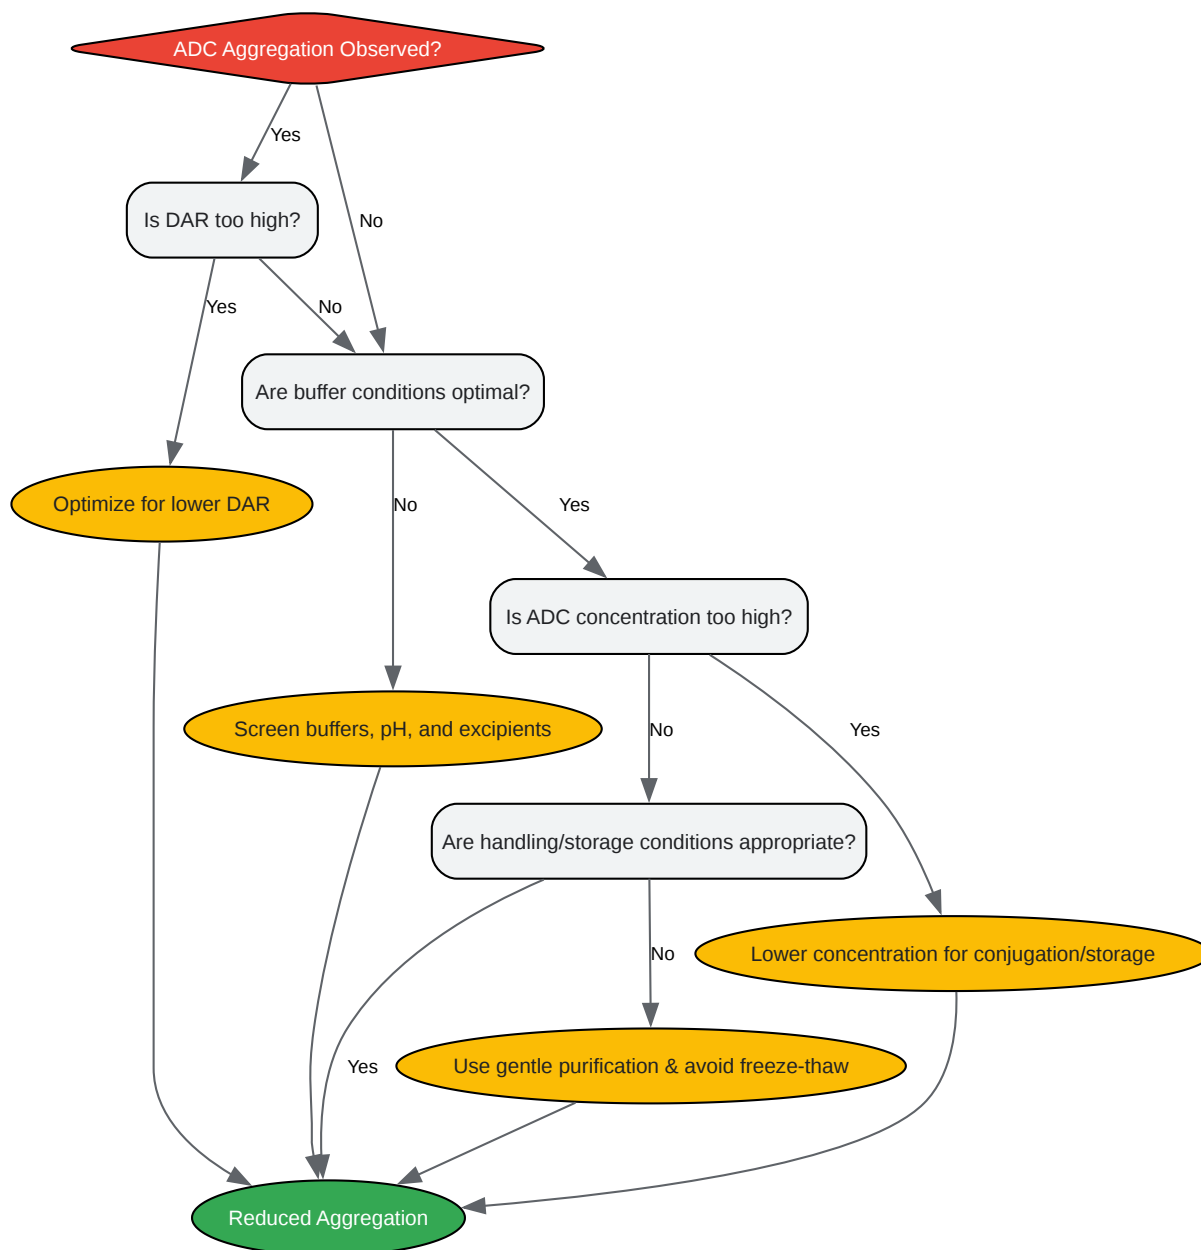 ADC Aggregation Observed?
Yes
Is DAR too high?
No
Yes
No
Are buffer conditions optimal?
Optimize for lower DAR
No
Yes
Is ADC concentration too high?
Screen buffers, pH, and excipients
No
Yes
Are handling/storage conditions appropriate?
No
Lower concentration for conjugation/storage
Yes
Use gentle purification & avoid freeze-thaw
Reduced Aggregation